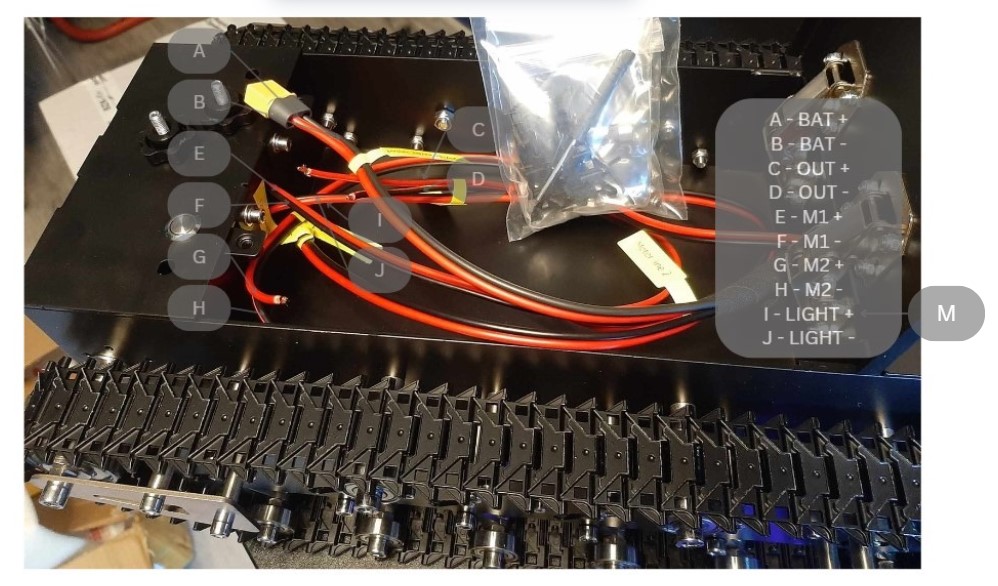 A
B
C
E
D
F
I
G
J
H
A - BAT +
B - BAT -
C - OUT +
D - OUT -
E - M1 +
F - M1 -
G - M2 +
H - M2 -
I - LIGHT +
J - LIGHT -
M